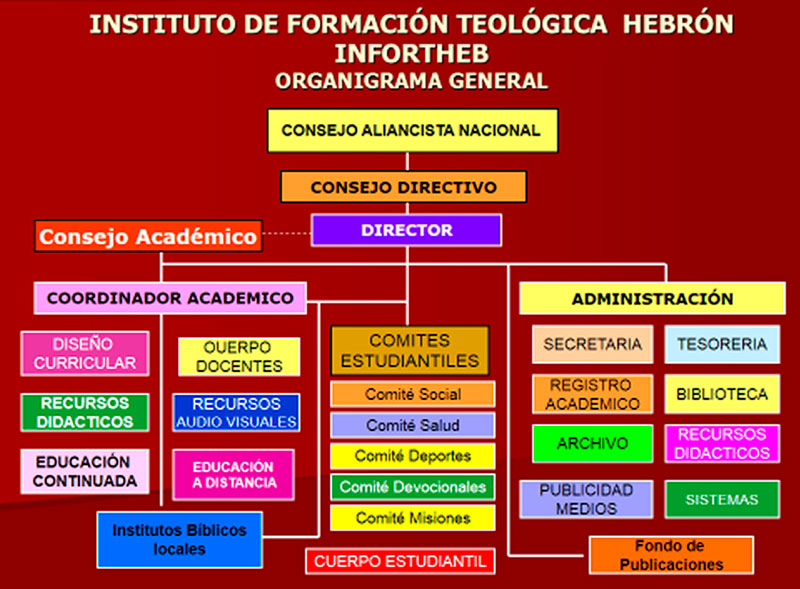 INSTITUTO DE FORMACIÓN TEOLÓGICA HEBRÓN
INFORTHEB
ORGANIGRAMA GENERAL
CONSEJO ALIANCISTA NACIONAL
CONSEJO DIRECTIVO
DIRECTOR
Consejo Académico
COORDINADOR ACADEMICO
ADMINISTRACIÓN
DISEÑO
CURRICULAR
OUERPO
DOCENTES
RECURSOS
DIDACTICOS
RECURSOS
AUDIO VISUALES
EDUCACIÓN
CONTINUADA
EDUCACIÓN
A DISTANCIA
Institutos Bíblicos
locales
COMITES
ESTUDIANTILES
Comité Social
Comité Salud
Comité Deportes
Comité Devocionales
Comité Misiones
CUERPO ESTUDIANTIL
SECRETARIA
TESORERIA
REGISTRO
ACADEMICO
BIBLIOTECA
ARCHIVO
RECURSOS
DIDACTICOS
PUBLICIDAD
MEDIOS
SISTEMAS
Fondo de
Publicaciones